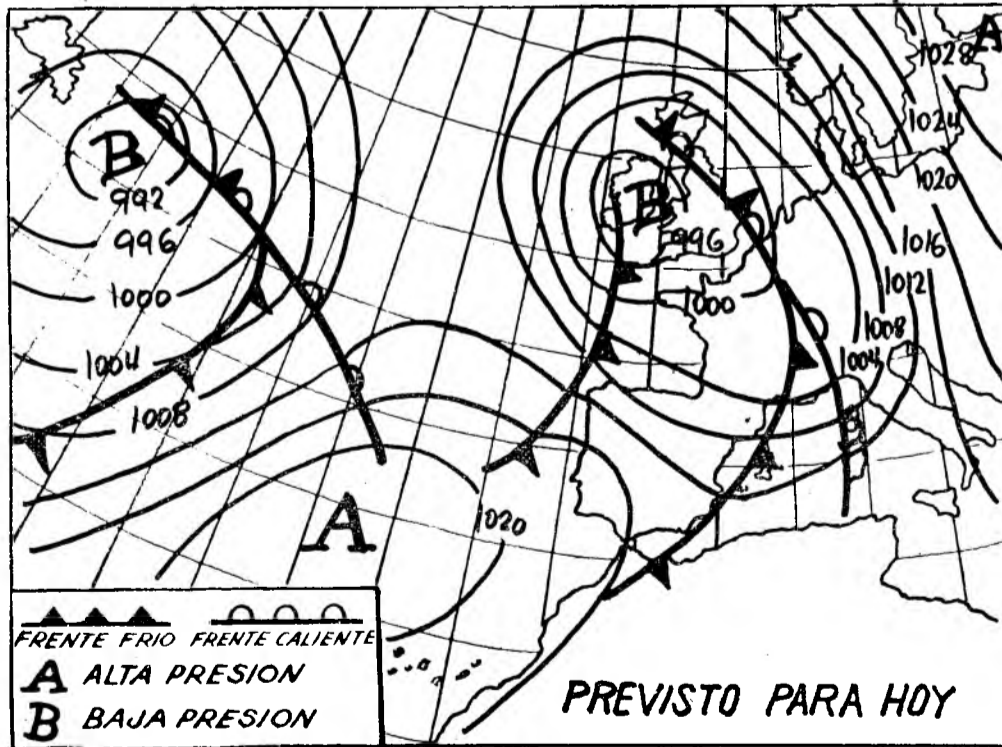 A
1028
1024
1020
1016
1012
1008
1004
B
992
996
1000
1004
1008
B
996
1000
A
1020
FRENTE FRIO FRENTE CALIENTE
A ALTA PRESION
B BAJA PRESION
PREVISTO PARA HOY